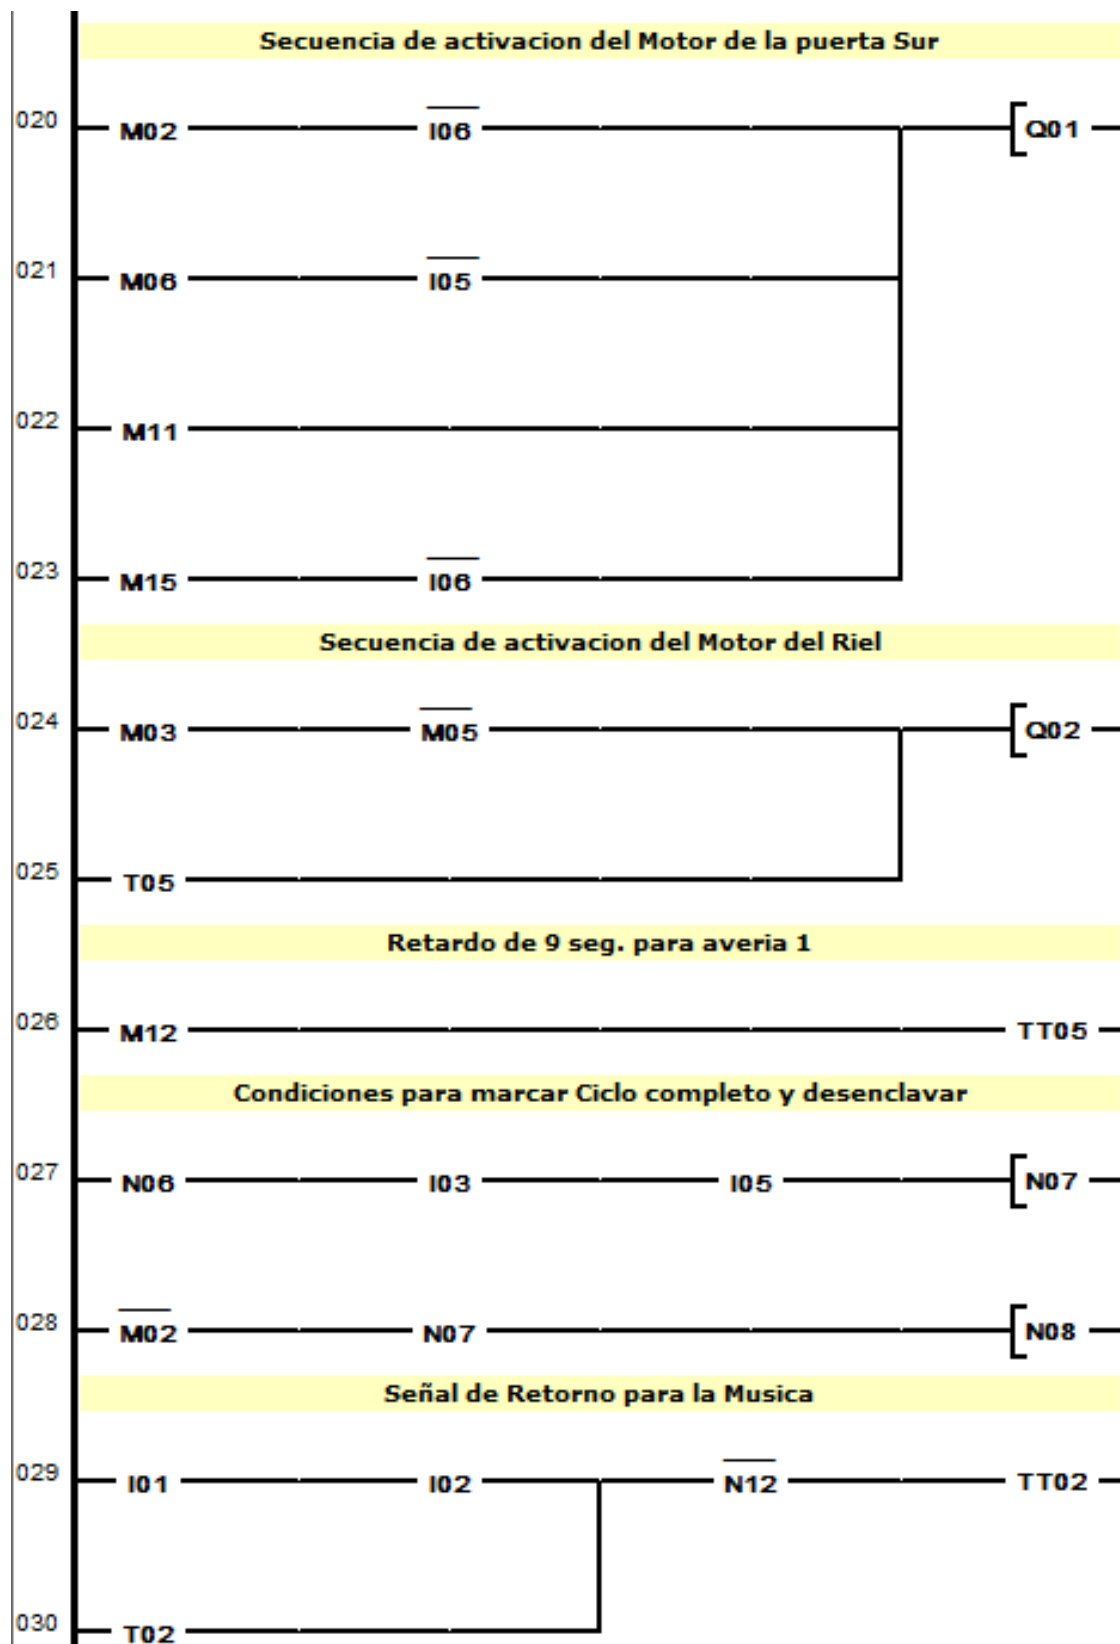 Secuencia de activacion del Motor de la puerta Sur
020 M02 I06 Q01
021 M06 I05
022 M11
023 M15 I06
Secuencia de activacion del Motor del Riel
024 M03 M05 Q02
025 T05
Retardo de 9 seg. para averia 1
026 M12 TT05
Condiciones para marcar Ciclo completo y desenclavar
027 N06 I03 I05 N07
028 M02 N07 N08
Señal de Retorno para la Musica
029 I01 I02 N12 TT02
030 T02